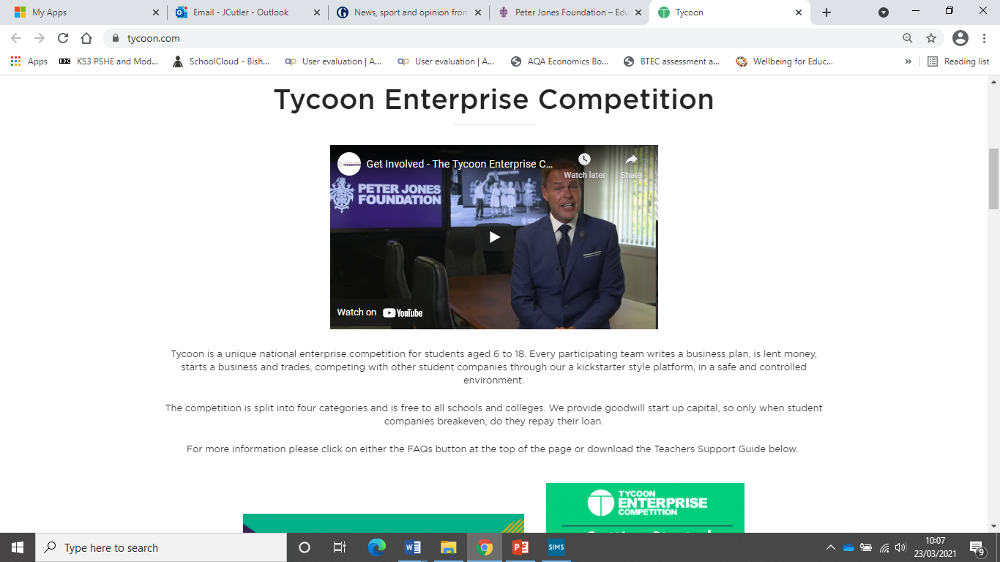 My Apps
Email - JCutler - Outlook
News, sport and opinion from
Peter Jones Foundation – Edu
Tycoon
tycoon.com
Apps
BBC KS3 PSHE and Mod...
SchoolCloud - Bish...
User evaluation | A...
User evaluation | A...
AQA Economics Bo...
BTEC assessment a...
Wellbeing for Educ...
»
Reading list
Tycoon Enterprise Competition
Get Involved - The Tycoon Enterprise C...
Watch later
Share
PETER JONES
FOUNDATION
Watch on YouTube
Tycoon is a unique national enterprise competition for students aged 6 to 18. Every participating team writes a business plan, is lent money,
starts a business and trades, competing with other student companies through our a kickstarter style platform, in a safe and controlled
environment.
The competition is split into four categories and is free to all schools and colleges. We provide goodwill start up capital, so only when student
companies breakeven, do they repay their loan.
For more information please click on either the FAQs button at the top of the page or download the Teachers Support Guide below.
TYCOON
ENTERPRISE
COMPETITION
Type here to search
SIMS
10:07
23/03/2021
9